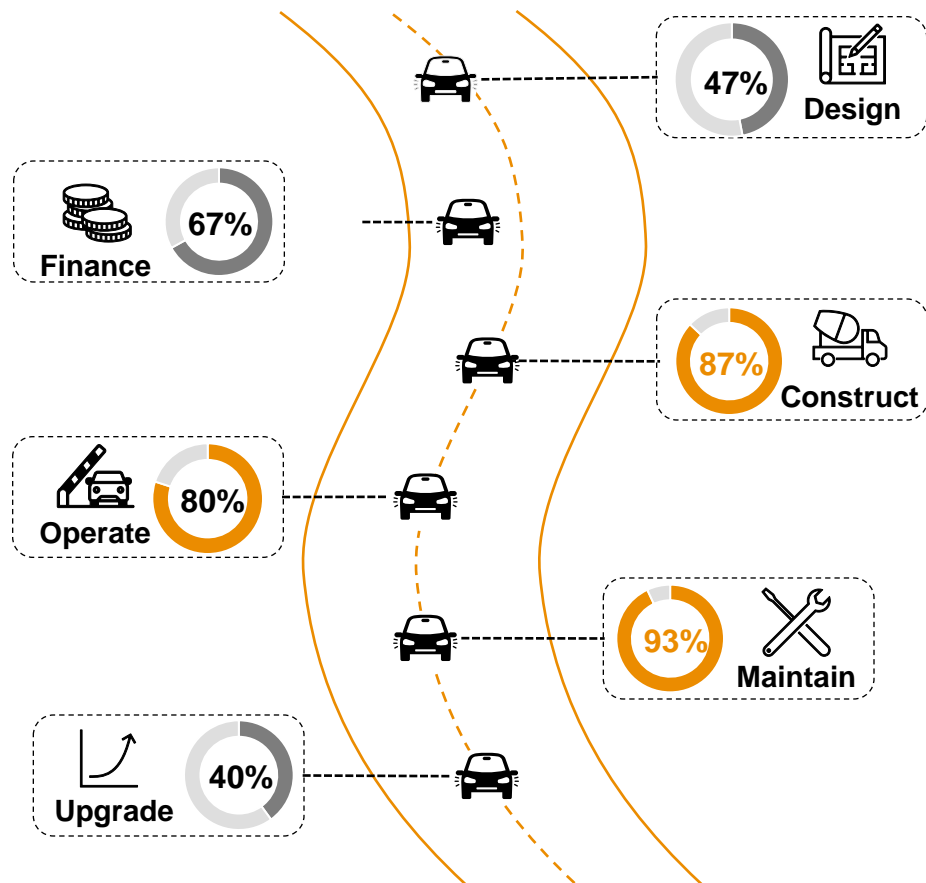 47%
Design
67%
Finance
87%
Construct
80%
Operate
93%
Maintain
40%
Upgrade